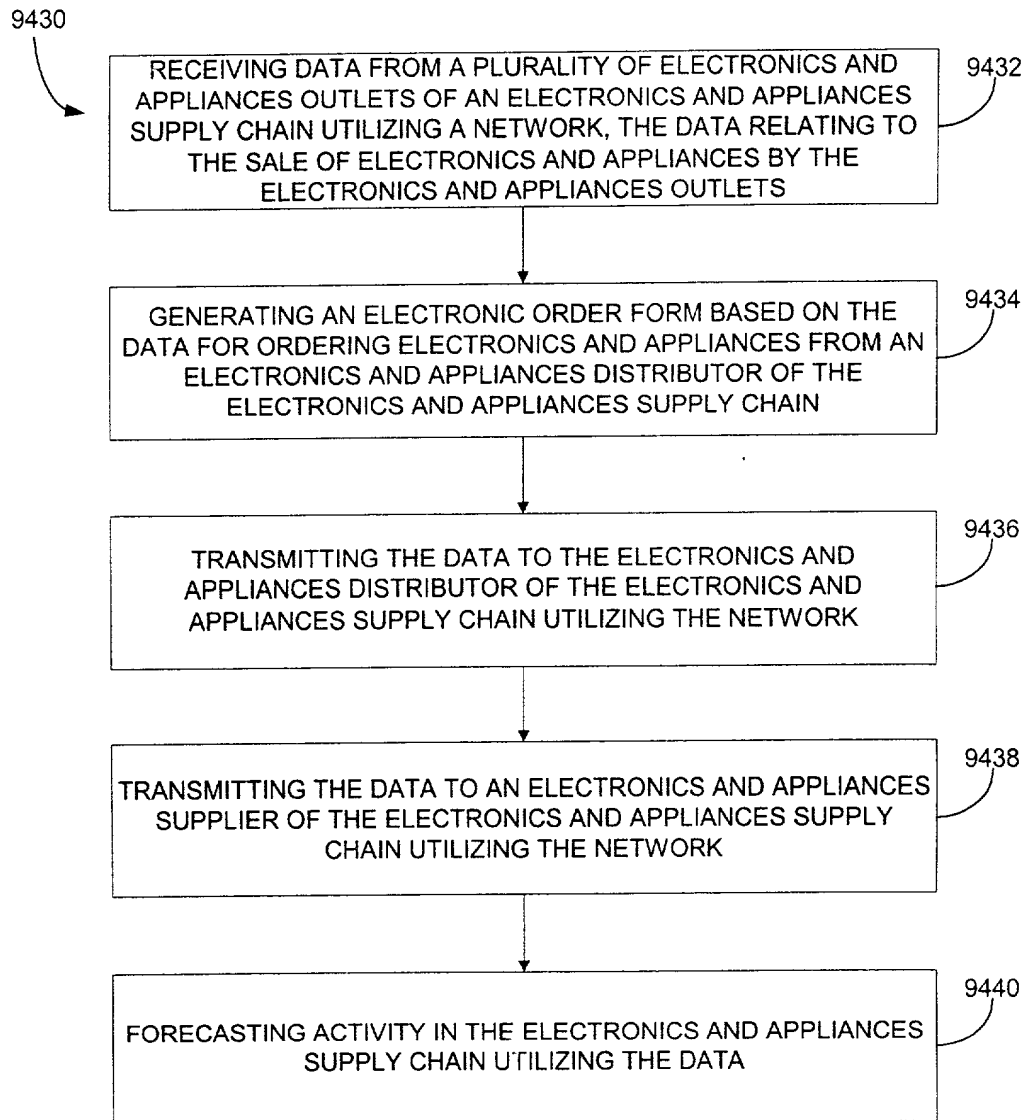 9430
RECEIVING DATA FROM A PLURALITY OF ELECTRONICS AND
APPLIANCES OUTLETS OF AN ELECTRONICS AND APPLIANCES
SUPPLY CHAIN UTILIZING A NETWORK, THE DATA RELATING TO
THE SALE OF ELECTRONICS AND APPLIANCES BY THE
ELECTRONICS AND APPLIANCES OUTLETS
9432
GENERATING AN ELECTRONIC ORDER FORM BASED ON THE
DATA FOR ORDERING ELECTRONICS AND APPLIANCES FROM AN
ELECTRONICS AND APPLIANCES DISTRIBUTOR OF THE
ELECTRONICS AND APPLIANCES SUPPLY CHAIN
9434
TRANSMITTING THE DATA TO THE ELECTRONICS AND
APPLIANCES DISTRIBUTOR OF THE ELECTRONICS AND
APPLIANCES SUPPLY CHAIN UTILIZING THE NETWORK
9436
TRANSMITTING THE DATA TO AN ELECTRONICS AND APPLIANCES
SUPPLIER OF THE ELECTRONICS AND APPLIANCES SUPPLY
CHAIN UTILIZING THE NETWORK
9438
FORECASTING ACTIVITY IN THE ELECTRONICS AND APPLIANCES
SUPPLY CHAIN UTILIZING THE DATA
9440